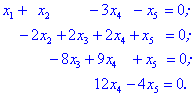 x₁ + x₂ - 3x₄ - x₅ = 0;
- 2x₂ + 2x₃ + 2x₄ + x₅ = 0;
- 8x₃ + 9x₄ + x₅ = 0;
12x₄ - 4x₅ = 0.